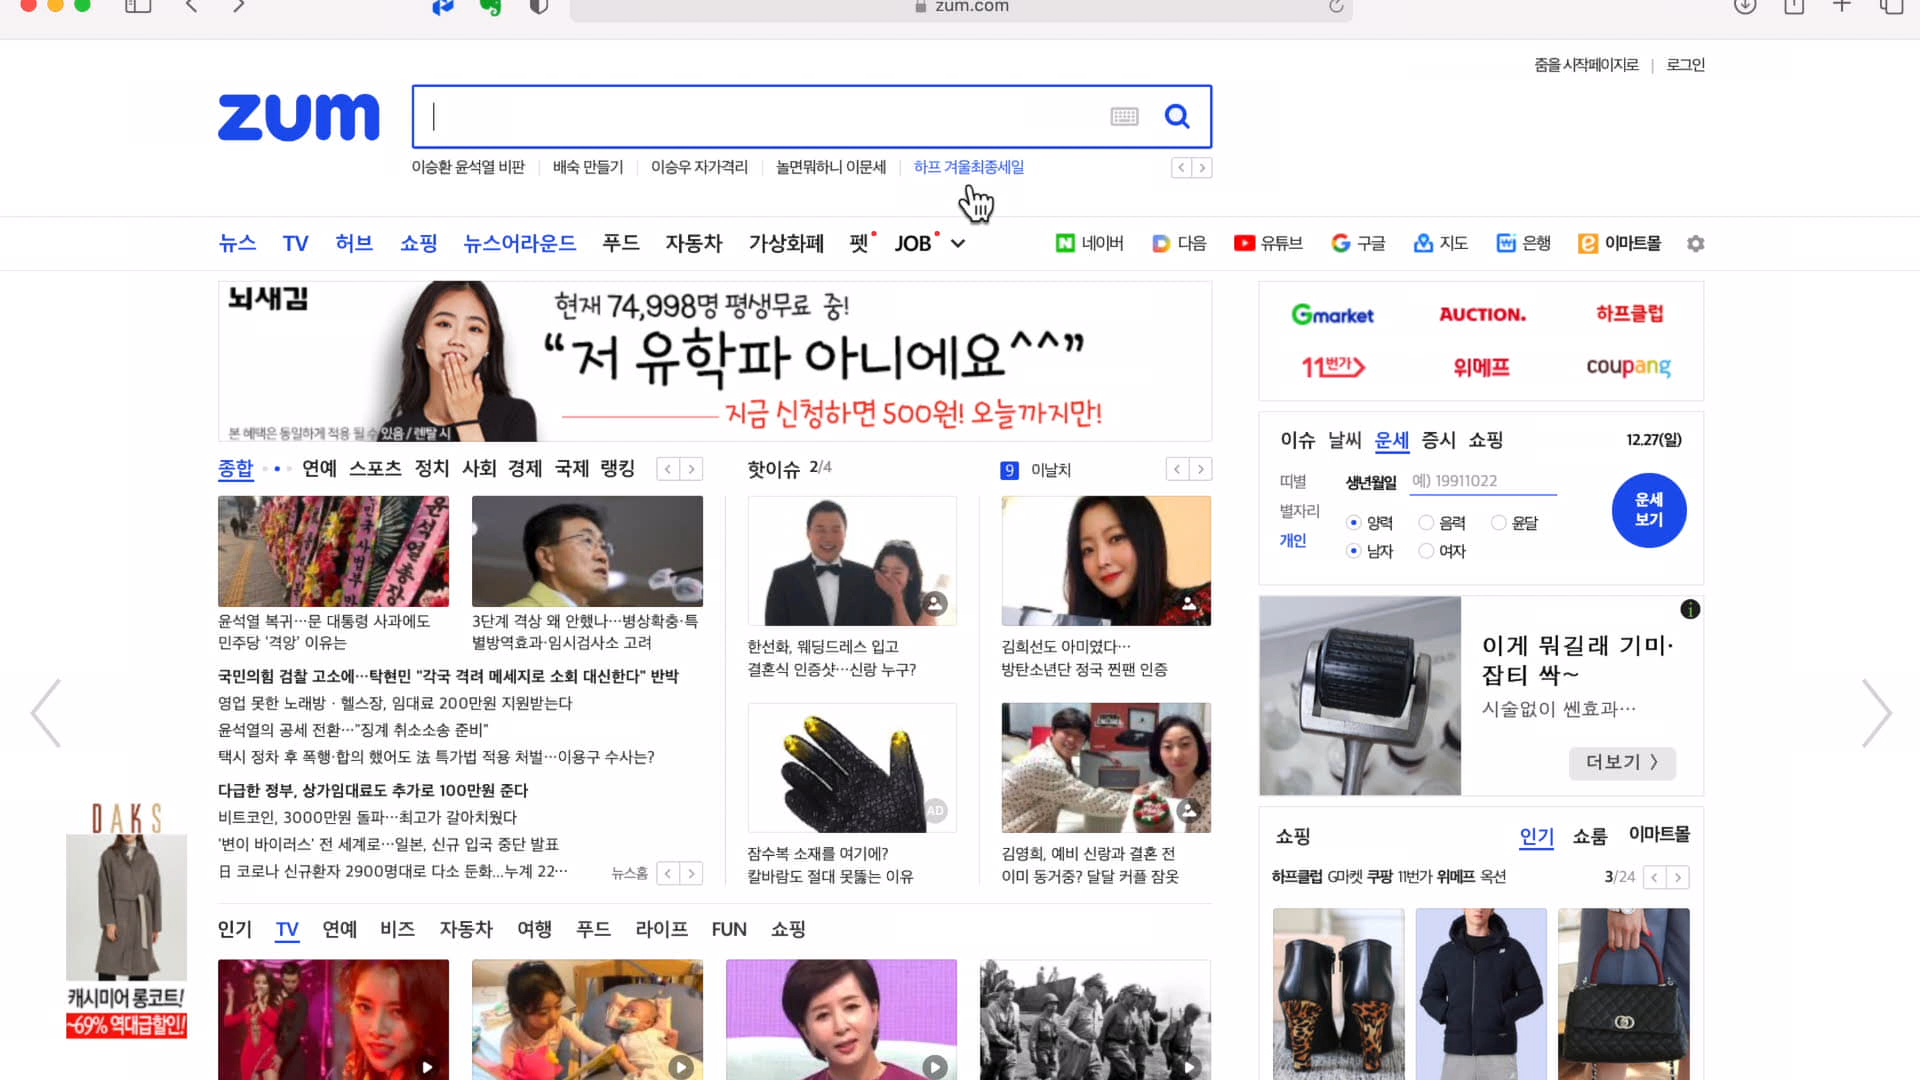 zum.com
줌을 시작페이지로 | 로그인
zum
이승환 윤석열 비판 | 배숙 만들기 | 이승우 자가격리 | 놀면뭐하니 이문세 | 하프 겨울최종세일
뉴스 TV 허브 쇼핑 뉴스어라운드 푸드 자동차 가상화폐 펫 JOB
네이버 다음 유튜브 구글 지도 은행 이마트몰
뇌새김
현재 74,998명 평생무료 중!
“저 유학파 아니에요^^”
지금 신청하면 500원! 오늘까지만!
본 혜택은 동일하게 적용 될 수 있음 / 렌탈 시
Gmarket AUCTION. 하프클럽
11번가 위메프 coupang
이슈 날씨 운세 증시 쇼핑 12.27(일)
띠별 생년월일 예) 19911022
별자리 양력 음력 윤달
개인 남자 여자
운세
보기
종합 연예 스포츠 정치 사회 경제 국제 랭킹
핫이슈 2/4
9 이날치
윤석열 복귀…문 대통령 사과에도
민주당 '격앙' 이유는
3단계 격상 왜 안했나…병상확충·특
별방역효과·임시검사소 고려
국민의힘 검찰 고소에…탁현민 "각국 격려 메세지로 소회 대신한다" 반박
영업 못한 노래방·헬스장, 임대료 200만원 지원받는다
윤석열의 공세 전환…"징계 취소소송 준비"
택시 정차 후 폭행·합의 했어도 法 특가법 적용 처벌…이용구 수사는?
다급한 정부, 상가임대료도 추가로 100만원 준다
비트코인, 3000만원 돌파…최고가 갈아치웠다
'변이 바이러스' 전 세계로…일본, 신규 입국 중단 발표
日 코로나 신규환자 2900명대로 다소 둔화...누계 22…
뉴스홈
한선화, 웨딩드레스 입고
결혼식 인증샷…신랑 누구?
김희선도 아미였다…
방탄소년단 정국 찐팬 인증
AD
잠수복 소재를 여기에?
칼바람도 절대 못뚫는 이유
김영희, 예비 신랑과 결혼 전
이미 동거중? 달달 커플 잠옷
이게 뭐길래 기미·
잡티 싹~
시술없이 쎈효과…
더보기 〉
쇼핑 인기 쇼룸 이마트몰
하프클럽 G마켓 쿠팡 11번가 위메프 옥션 3/24
DAKS
캐시미어 롱코트!
~69% 역대급할인!
인기 TV 연예 비즈 자동차 여행 푸드 라이프 FUN 쇼핑